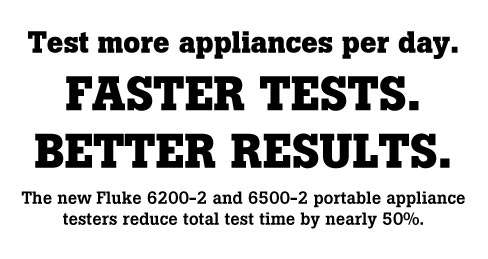 Test more appliances per day.
FASTER TESTS.
BETTER RESULTS.
The new Fluke 6200-2 and 6500-2 portable appliance
testers reduce total test time by nearly 50%.